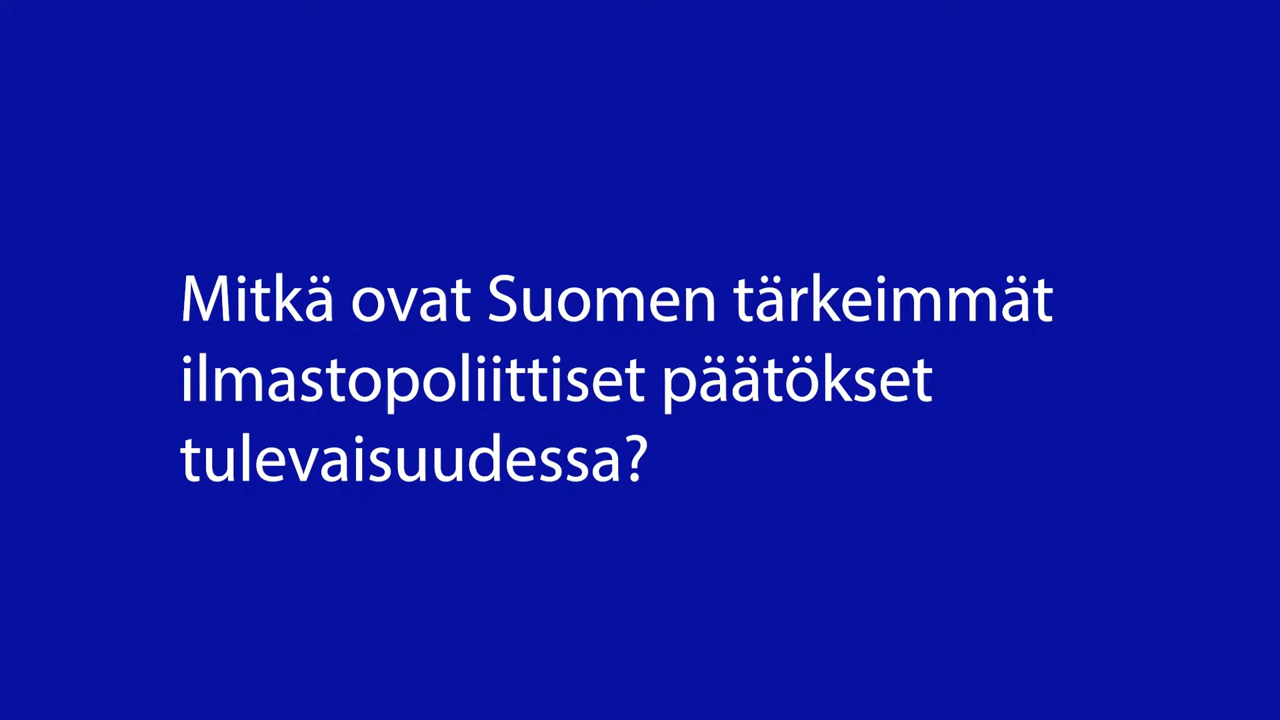 Mitkä ovat Suomen tärkeimmät
ilmastopoliittiset päätökset
tulevaisuudessa?